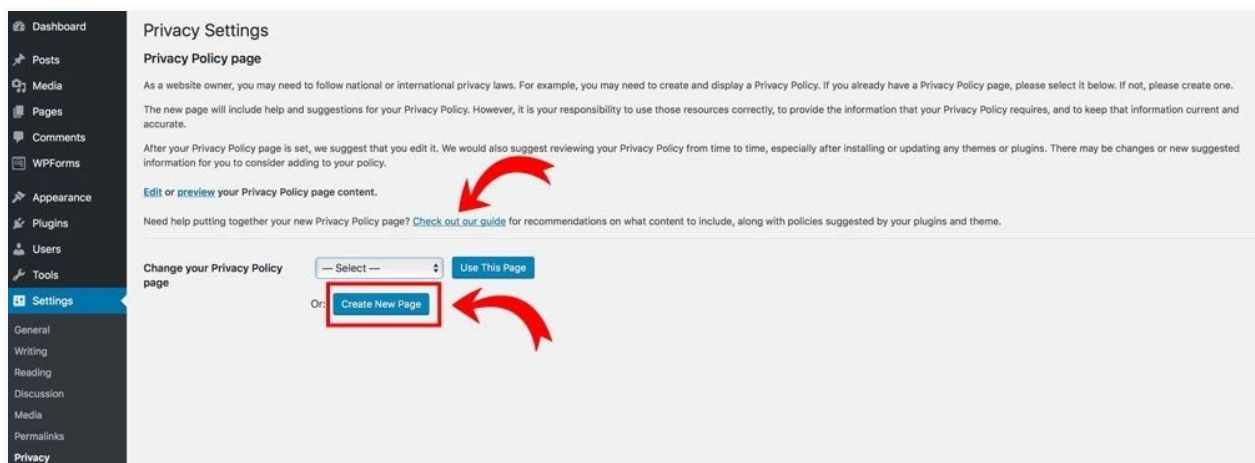 Dashboard
Posts
Media
Pages
Comments
WPForms
Appearance
Plugins
Users
Tools
Settings
General
Writing
Reading
Discussion
Media
Permalinks
Privacy
Privacy Settings
Privacy Policy page
As a website owner, you may need to follow national or international privacy laws. For example, you may need to create and display a Privacy Policy. If you already have a Privacy Policy page, please select it below. If not, please create one.
The new page will include help and suggestions for your Privacy Policy. However, it is your responsibility to use those resources correctly, to provide the information that your Privacy Policy requires, and to keep that information current and
accurate.
After your Privacy Policy page is set, we suggest that you edit it. We would also suggest reviewing your Privacy Policy from time to time, especially after installing or updating any themes or plugins. There may be changes or new suggested
information for you to consider adding to your policy.
Edit or preview your Privacy Policy page content.
Need help putting together your new Privacy Policy page? Check out our guide for recommendations on what content to include, along with policies suggested by your plugins and theme.
Change your Privacy Policy
page
— Select —
Use This Page
Or:
Create New Page